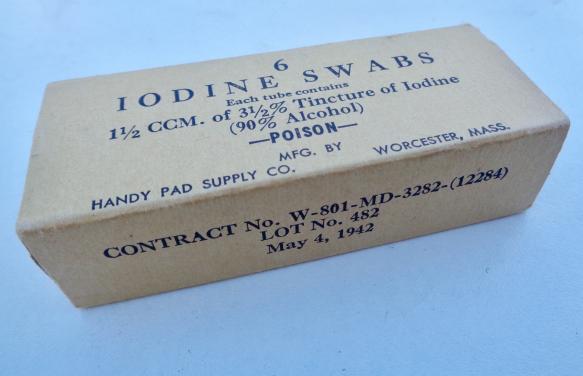 6
IODINE SWABS
Each tube contains
1½ CCM. of 3½% Tincture of Iodine
(90% Alcohol)
—POISON—
MFG. BY
HANDY PAD SUPPLY CO. WORCESTER, MASS.
CONTRACT No. W-801-MD-3282-(12284)
LOT No. 482
May 4, 1942